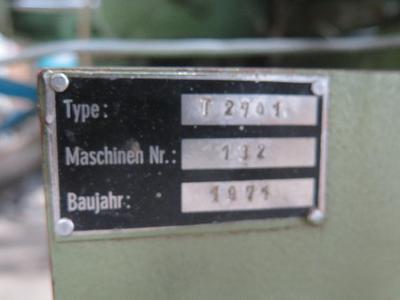 Type: T 2701
Maschinen Nr.: 132
Baujahr: 1971